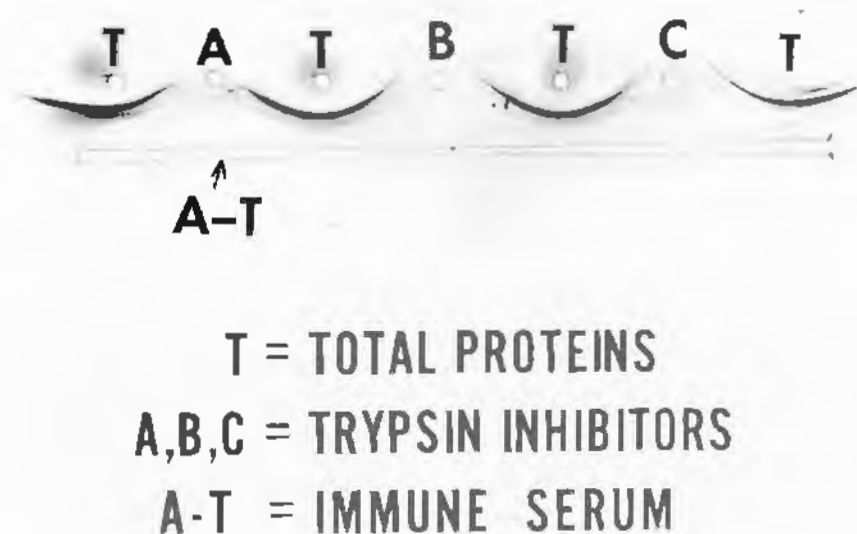 T A T B T C T
A-T
T = TOTAL PROTEINS
A,B,C = TRYPSIN INHIBITORS
A-T = IMMUNE SERUM